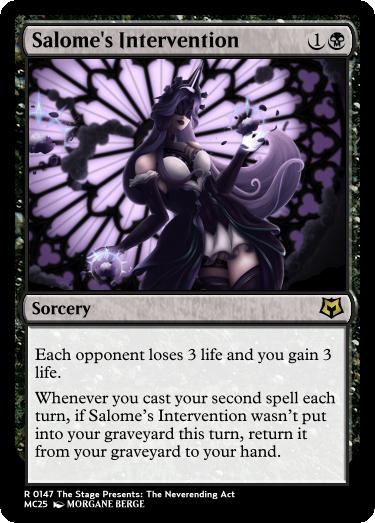 Salome's Intervention 1
Sorcery
Each opponent loses 3 life and you gain 3
life.
Whenever you cast your second spell each
turn, if Salome's Intervention wasn't put
into your graveyard this turn, return it
from your graveyard to your hand.
R 0147 The Stage Presents: The Neverending Act
MC25 MORGANE BERGE